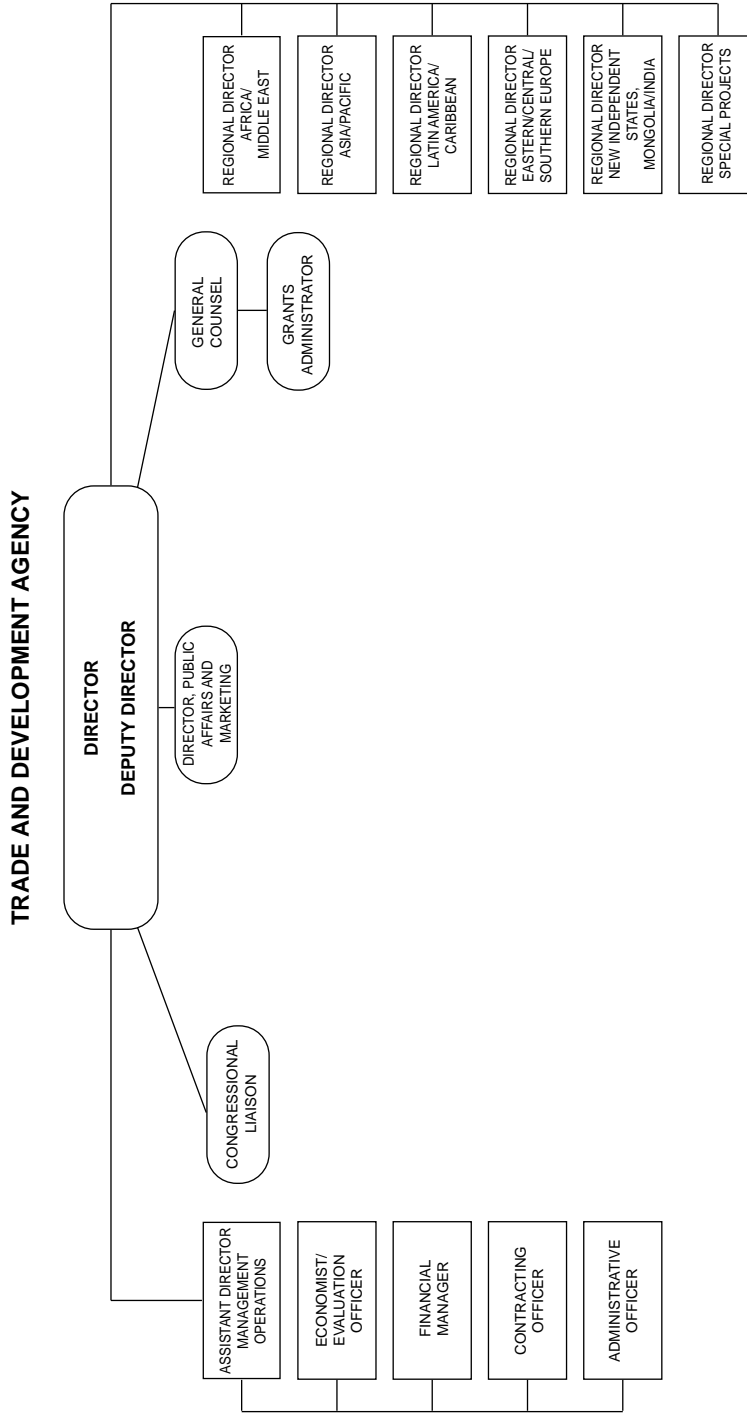 TRADE AND DEVELOPMENT AGENCY
DIRECTOR
DEPUTY DIRECTOR
CONGRESSIONAL
LIAISON
DIRECTOR, PUBLIC
AFFAIRS AND
MARKETING
GENERAL
COUNSEL
GRANTS
ADMINISTRATOR
ASSISTANT DIRECTOR
MANAGEMENT
OPERATIONS
ECONOMIST/
EVALUATION
OFFICER
FINANCIAL
MANAGER
CONTRACTING
OFFICER
ADMINISTRATIVE
OFFICER
REGIONAL DIRECTOR
AFRICA/
MIDDLE EAST
REGIONAL DIRECTOR
ASIA/PACIFIC
REGIONAL DIRECTOR
LATIN AMERICA/
CARIBBEAN
REGIONAL DIRECTOR
EASTERN/CENTRAL/
SOUTHERN EUROPE
REGIONAL DIRECTOR
NEW INDEPENDENT
STATES,
MONGOLIA/INDIA
REGIONAL DIRECTOR
SPECIAL PROJECTS